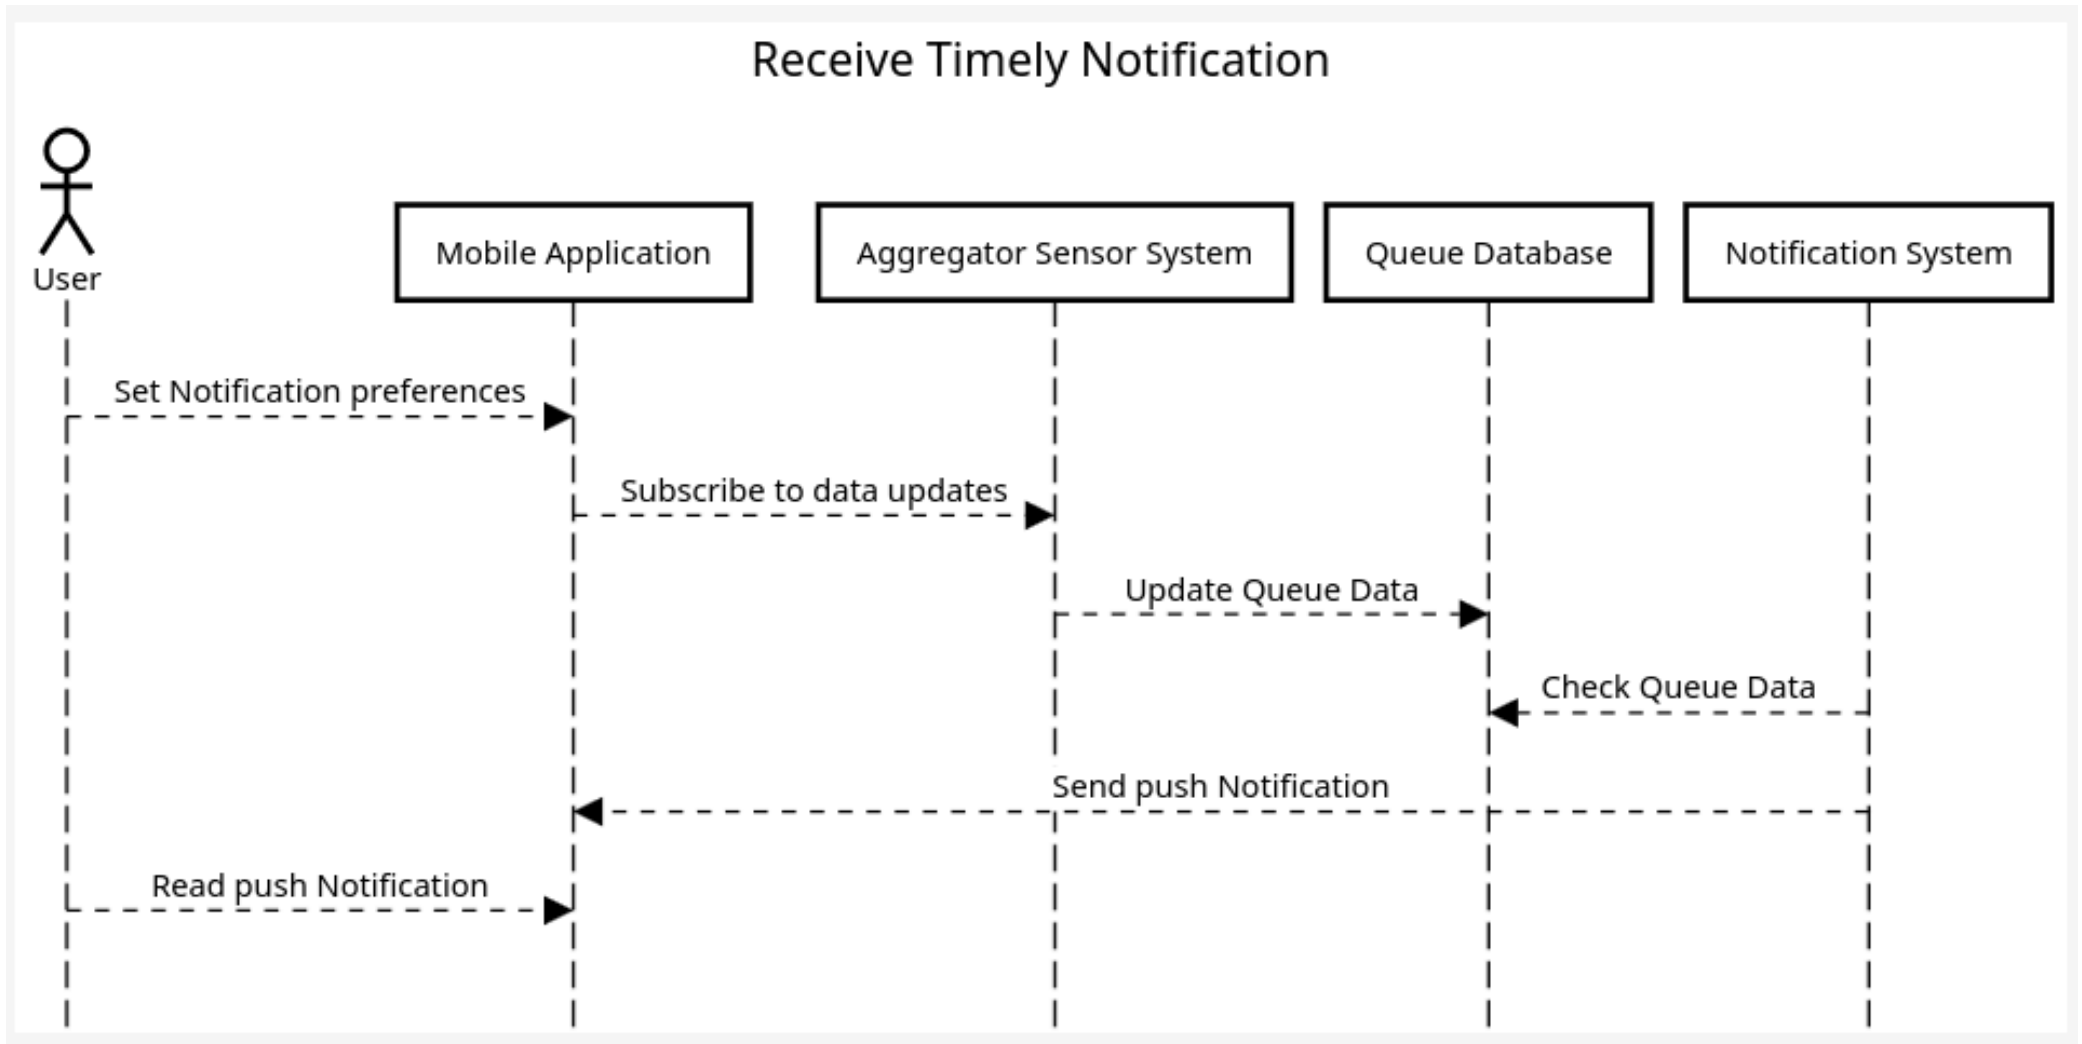 Receive Timely Notification
User
Mobile Application
Aggregator Sensor System
Queue Database
Notification System
Set Notification preferences
Subscribe to data updates
Update Queue Data
Check Queue Data
Send push Notification
Read push Notification